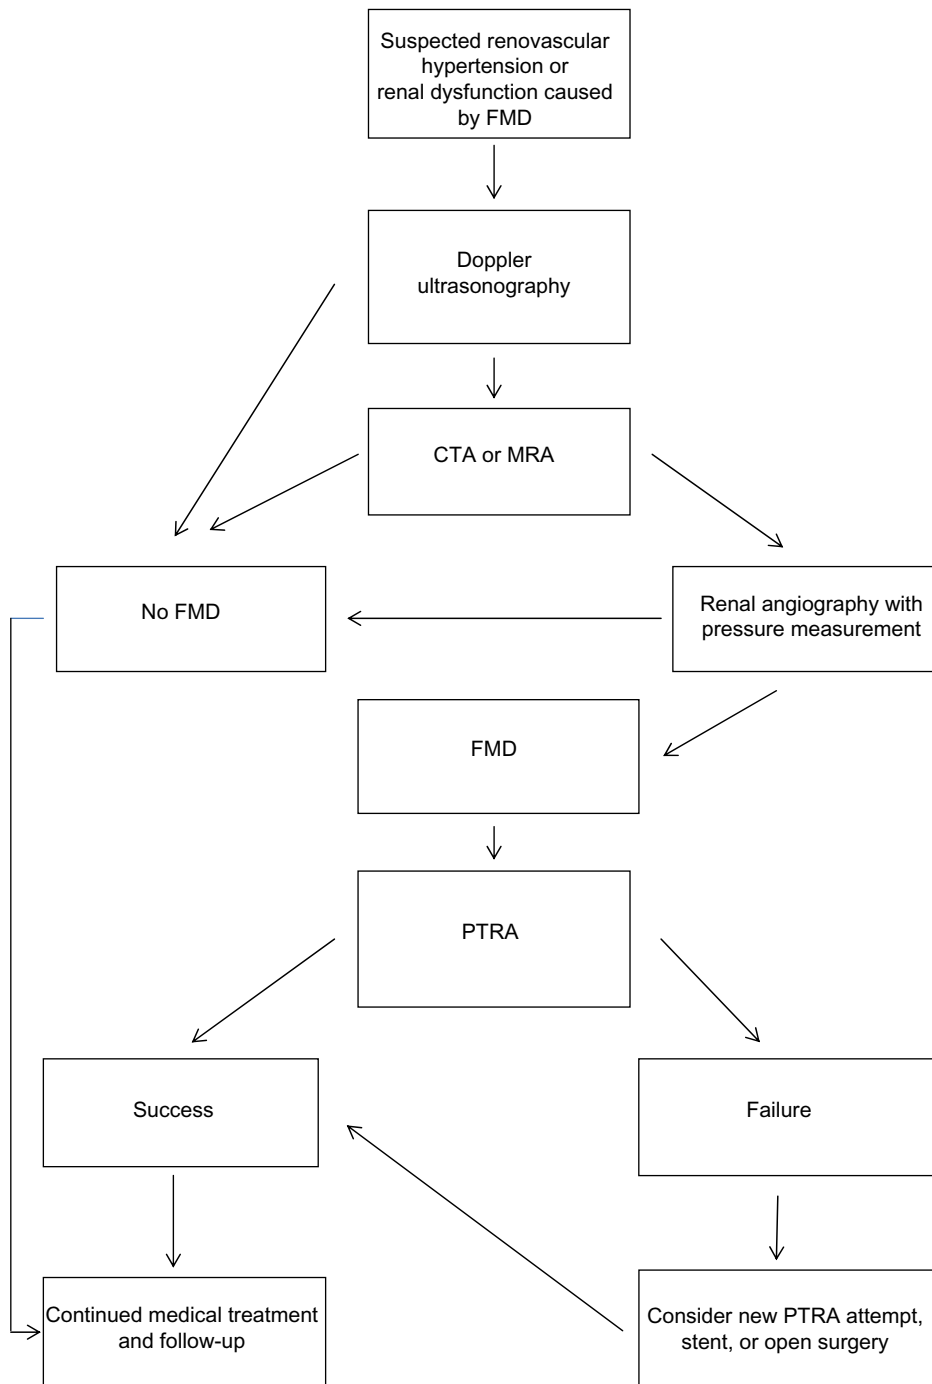 Suspected renovascular
hypertension or
renal dysfunction caused
by FMD
Doppler
ultrasonography
CTA or MRA
No FMD
Renal angiography with
pressure measurement
FMD
PTRA
Success
Failure
Continued medical treatment
and follow-up
Consider new PTRA attempt,
stent, or open surgery